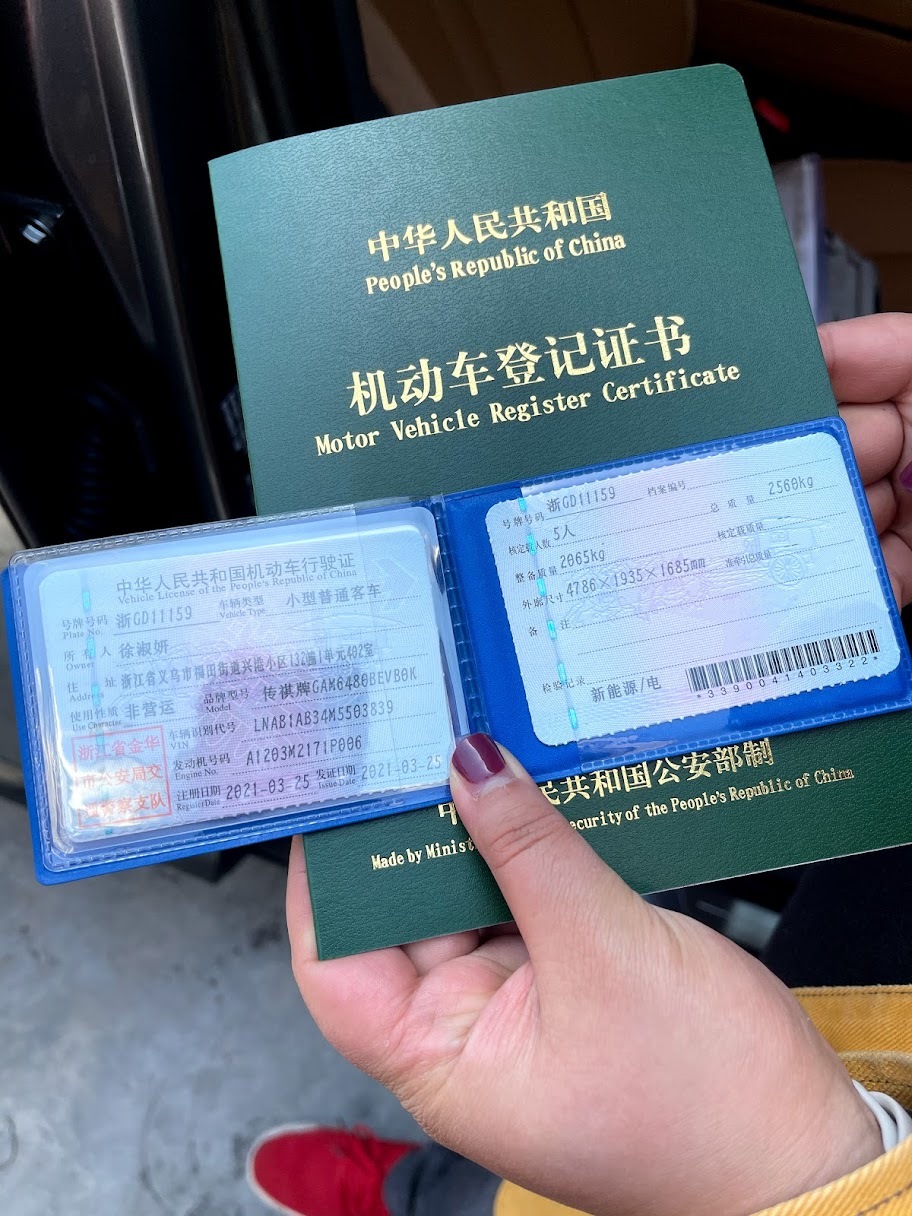 中华人民共和国
People's Republic of China
机动车登记证书
Motor Vehicle Register Certificate
中华人民共和国机动车行驶证
Vehicle License of the People's Republic of China
号牌号码 浙GD11159 车辆类型 小型普通客车
Plate No. Vehicle Type
所有人 徐淑妍
Owner
住址 浙江省义乌市福田街道兴港小区132幢1单元402室
Address
使用性质 非营运 品牌型号 传祺牌GAM6480BEVB0K
Use Character Model
浙江省金华
市公安局交
通警察支队
车辆识别代号 LNAB1AB34M5503839
VIN
发动机号码 A1203M2171P006
Engine No.
注册日期 2021-03-25 发证日期 2021-03-25
Register Date Issue Date
号牌号码 浙GD11159 档案编号
核定载人数 5人 总质量 2560kg
整备质量 2065kg 核定载质量
外廓尺寸 4786×1935×1685mm 准牵引总质量
备注
检验记录 新能源/电
*3390041403322*
中 民共和国公安部制
Made by ecurity of the People's Republic of China